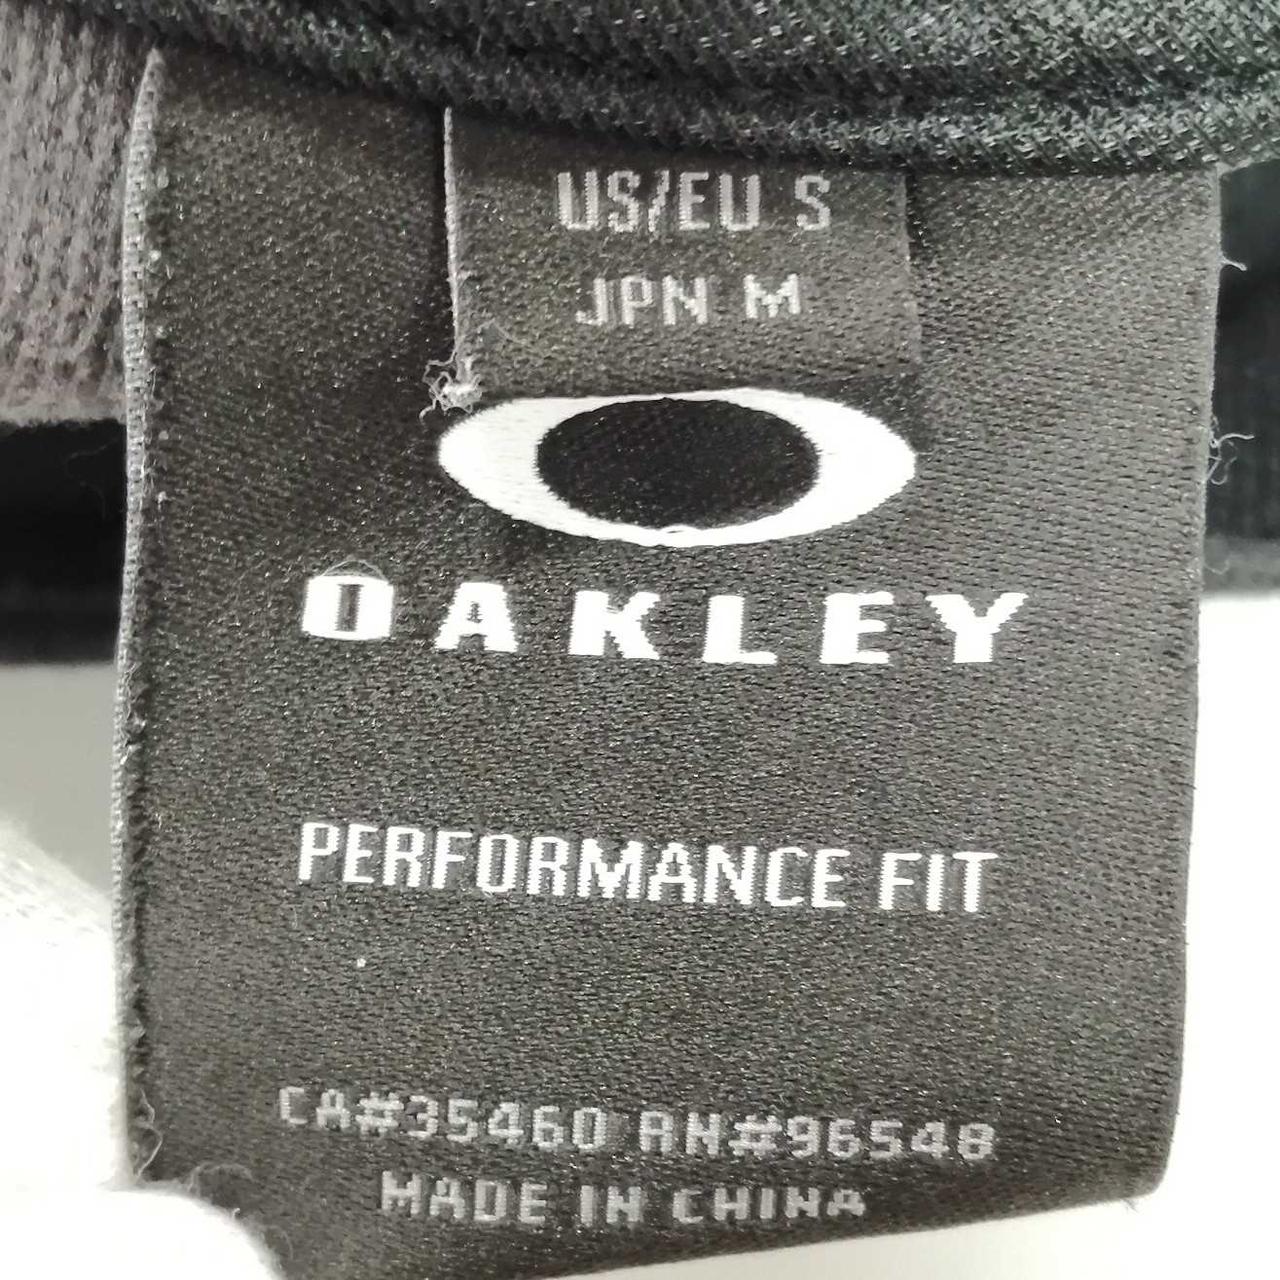 US/EU S
JPN M
OAKLEY
PERFORMANCE FIT
CA#35460 RN#96548
MADE IN CHINA